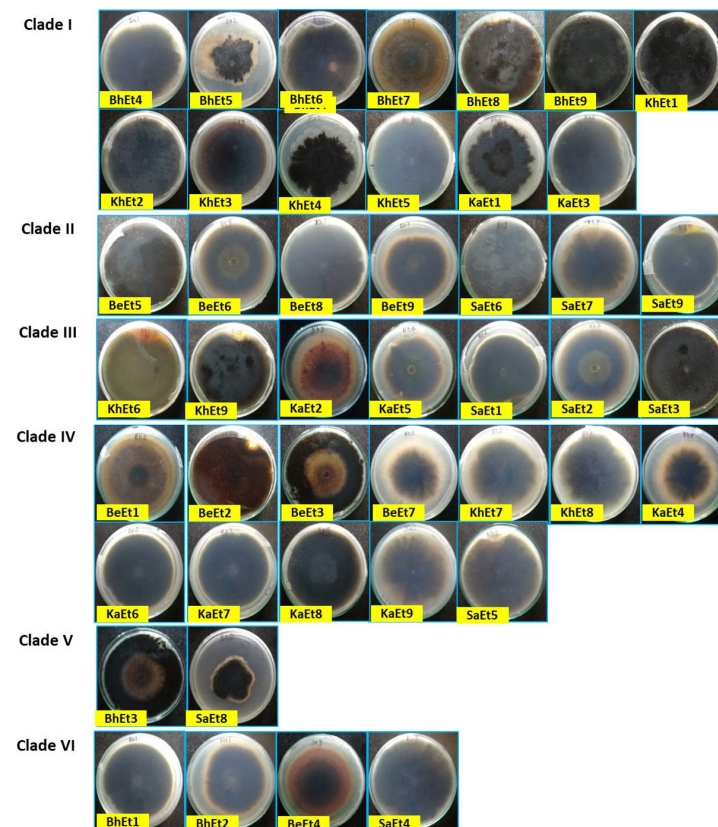 Clade I
BhEt4 BhEt5 BhEt6 BhEt7 BhEt8 BhEt9 KhEt1
KhEt2 KhEt3 KhEt4 KhEt5 KaEt1 KaEt3
Clade II
BeEt5 BeEt6 BeEt8 BeEt9 SaEt6 SaEt7 SaEt9
Clade III
KhEt6 KhEt9 KaEt2 KaEt5 SaEt1 SaEt2 SaEt3
Clade IV
BeEt1 BeEt2 BeEt3 BeEt7 KhEt7 KhEt8 KaEt4
KaEt6 KaEt7 KaEt8 KaEt9 SaEt5
Clade V
BhEt3 SaEt8
Clade VI
BhEt1 BhEt2 BeEt4 SaEt4